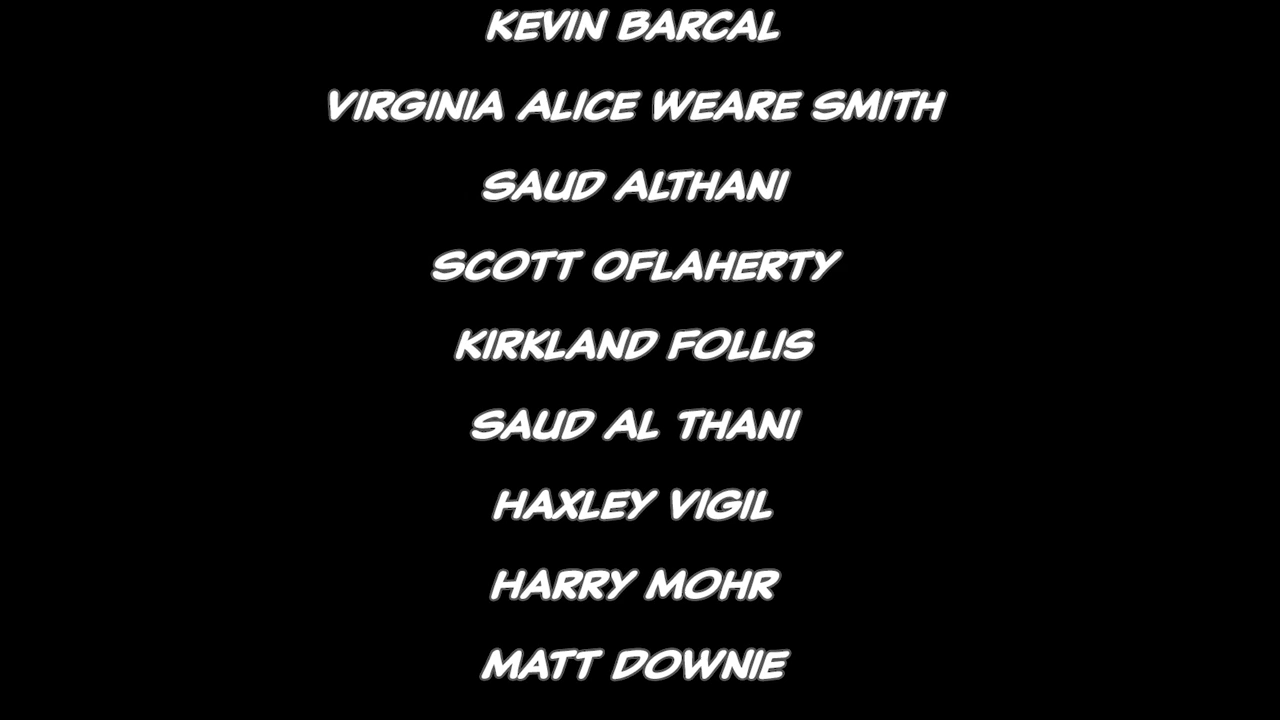 KEVIN BARCAL
VIRGINIA ALICE WEARE SMITH
SAUD ALTHANI
SCOTT OFLAHERTY
KIRKLAND FOLLIS
SAUD AL THANI
HAXLEY VIGIL
HARRY MOHR
MATT DOWNIE